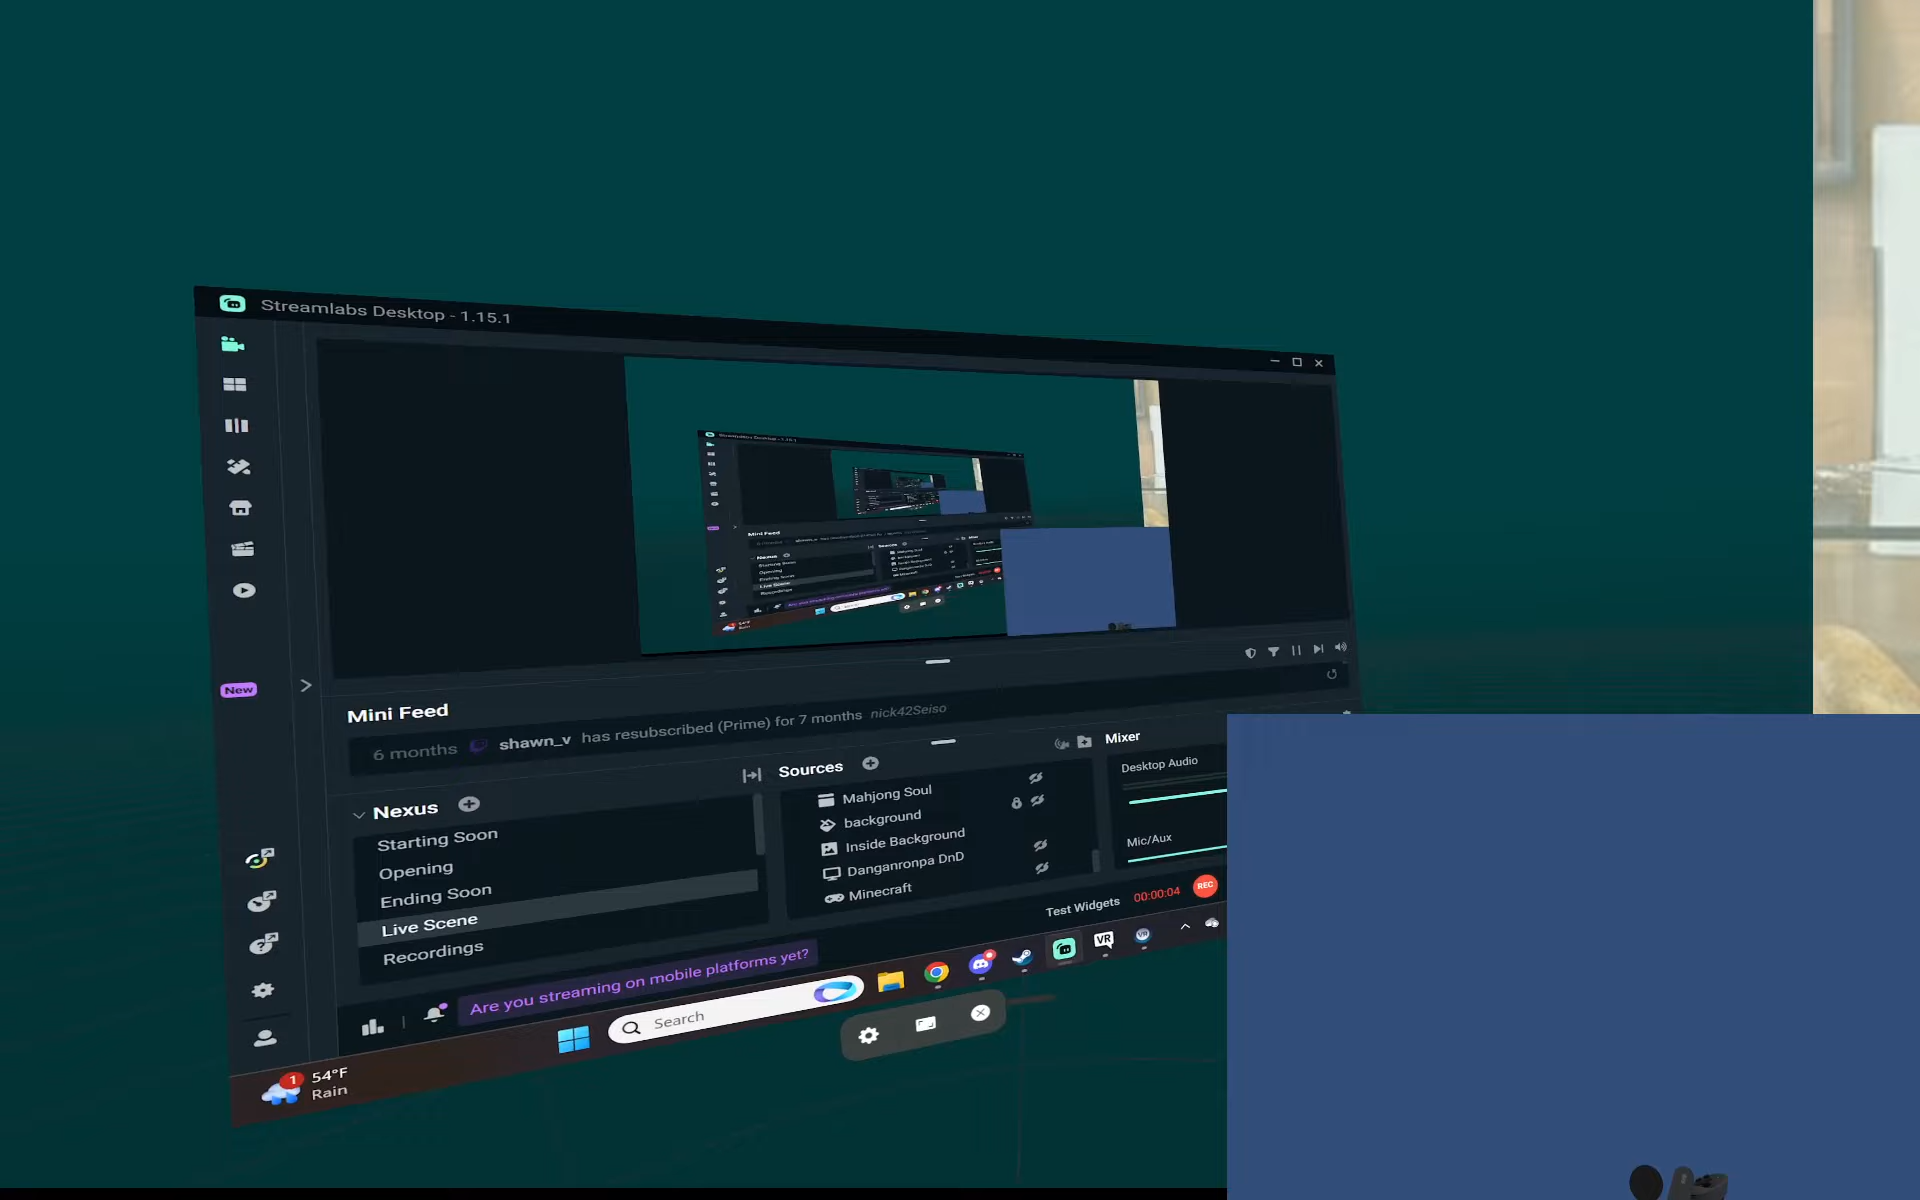 Streamlabs Desktop - 1.15.1
New
Mini Feed
6 months shawn_v has resubscribed (Prime) for 7 months nick42Seiso
Nexus
Starting Soon
Opening
Ending Soon
Live Scene
Recordings
Sources
Mahjong Soul
background
Inside Background
Danganronpa DnD
Minecraft
Mixer
Desktop Audio
Mic/Aux
Test Widgets 00:00:04 REC
Are you streaming on mobile platforms yet?
Search
VR
1
54°F
Rain
Mini Feed
Nexus